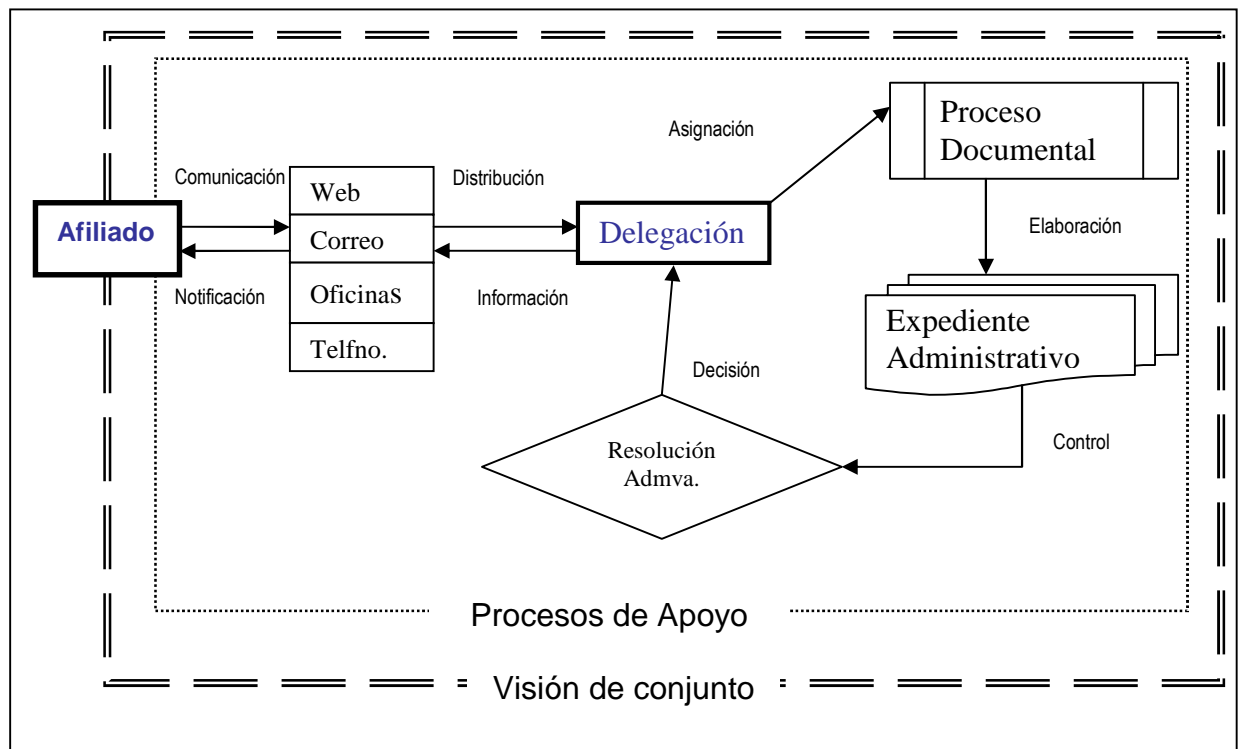 Proceso
Documental
Asignación
Comunicación
Distribución
Web
Afiliado
Correo
Delegación
Elaboración
Notificación
Oficinas
Información
Telfno.
Expediente
Administrativo
Decisión
Resolución
Admva.
Control
Procesos de Apoyo
Visión de conjunto